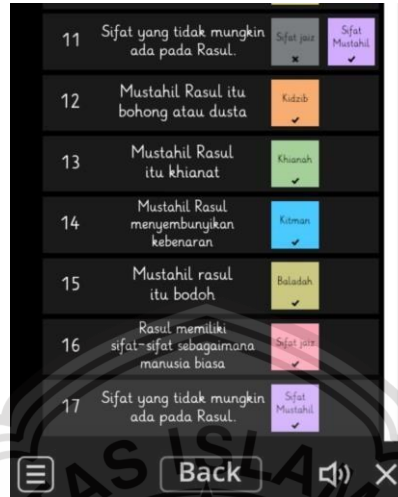 11 Sifat yang tidak mungkin ada pada Rasul. Sifat jaiz Sifat Mustahil
12 Mustahil Rasul itu bohong atau dusta Kidzib
13 Mustahil Rasul itu khianat Khianah
14 Mustahil Rasul menyembunyikan kebenaran Kitman
15 Mustahil rasul itu bodoh Baladah
16 Rasul memiliki sifat-sifat sebagaimana manusia biasa Sifat jaiz
17 Sifat yang tidak mungkin ada pada Rasul. Sifat Mustahil
Back